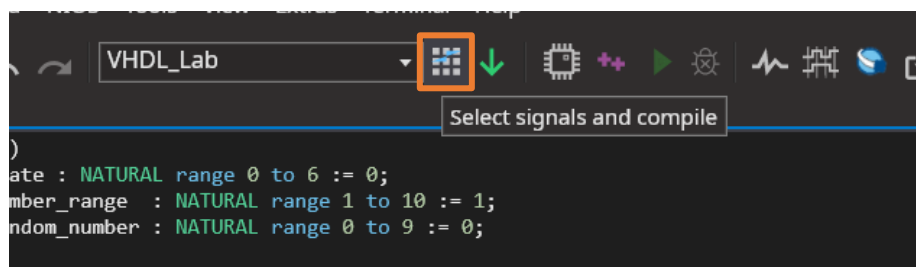 VHDL_Lab
Select signals and compile
)
ate : NATURAL range 0 to 6 := 0;
mber_range : NATURAL range 1 to 10 := 1;
ndom_number : NATURAL range 0 to 9 := 0;